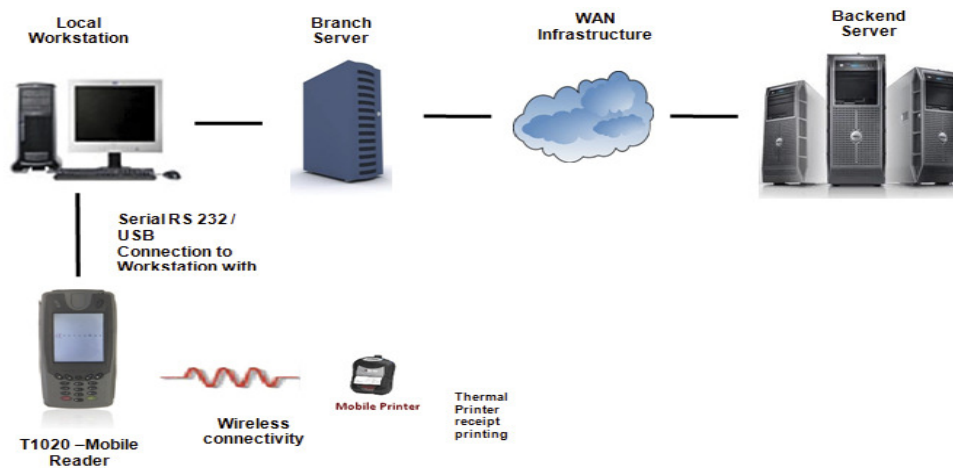 Local
Workstation
Branch
Server
WAN
Infrastructure
Backend
Server
Serial RS 232 /
USB
Connection to
Workstation with
T1020 –Mobile
Reader
Wireless
connectivity
Mobile Printer
Thermal
Printer
receipt
printing